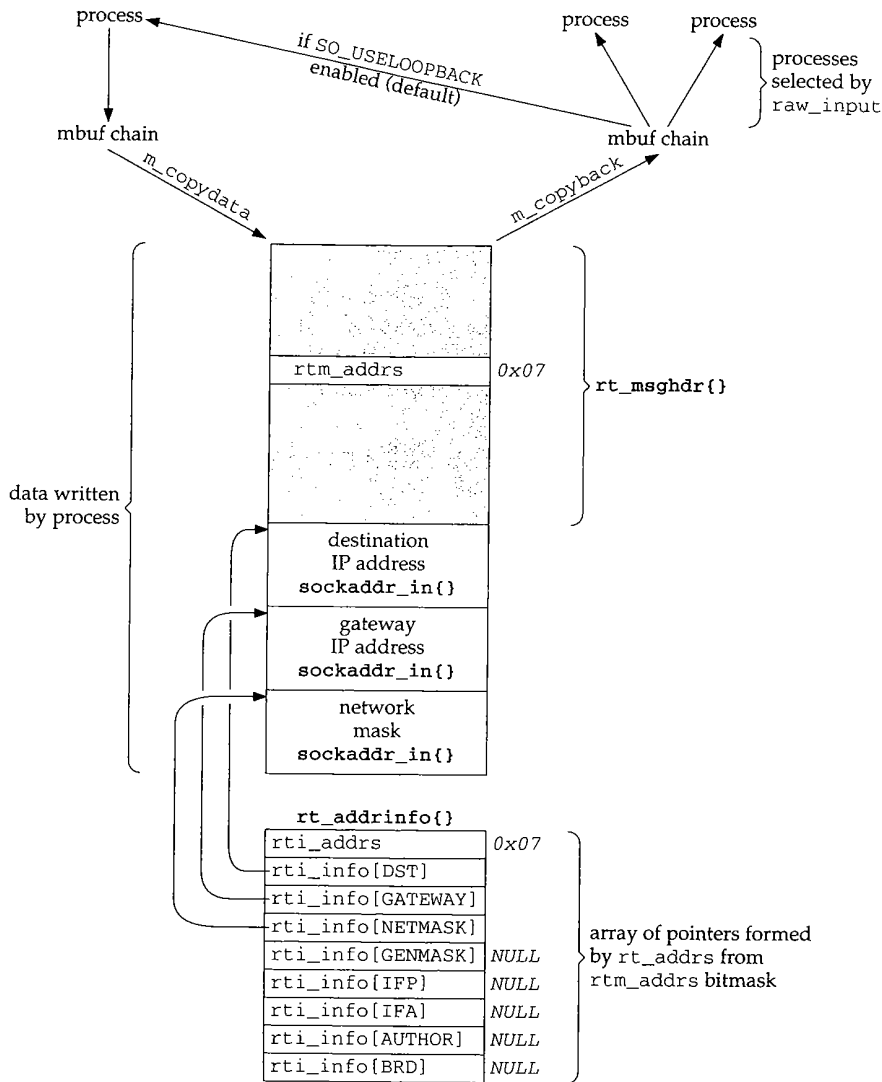 process
process
process
if SO_USELOOPBACK
enabled (default)
processes
selected by
raw_input
mbuf chain
mbuf chain
m_copydata
m_copyback
rtm_addrs
0x07
rt_msghdr{}
data written
by process
destination
IP address
sockaddr_in{}
gateway
IP address
sockaddr_in{}
network
mask
sockaddr_in{}
rt_addrinfo{}
rti_addrs
0x07
rti_info[DST]
rti_info[GATEWAY]
rti_info[NETMASK]
rti_info[GENMASK]
NULL
rti_info[IFP]
NULL
rti_info[IFA]
NULL
rti_info[AUTHOR]
NULL
rti_info[BRD]
NULL
array of pointers formed
by rt_addrs from
rtm_addrs bitmask